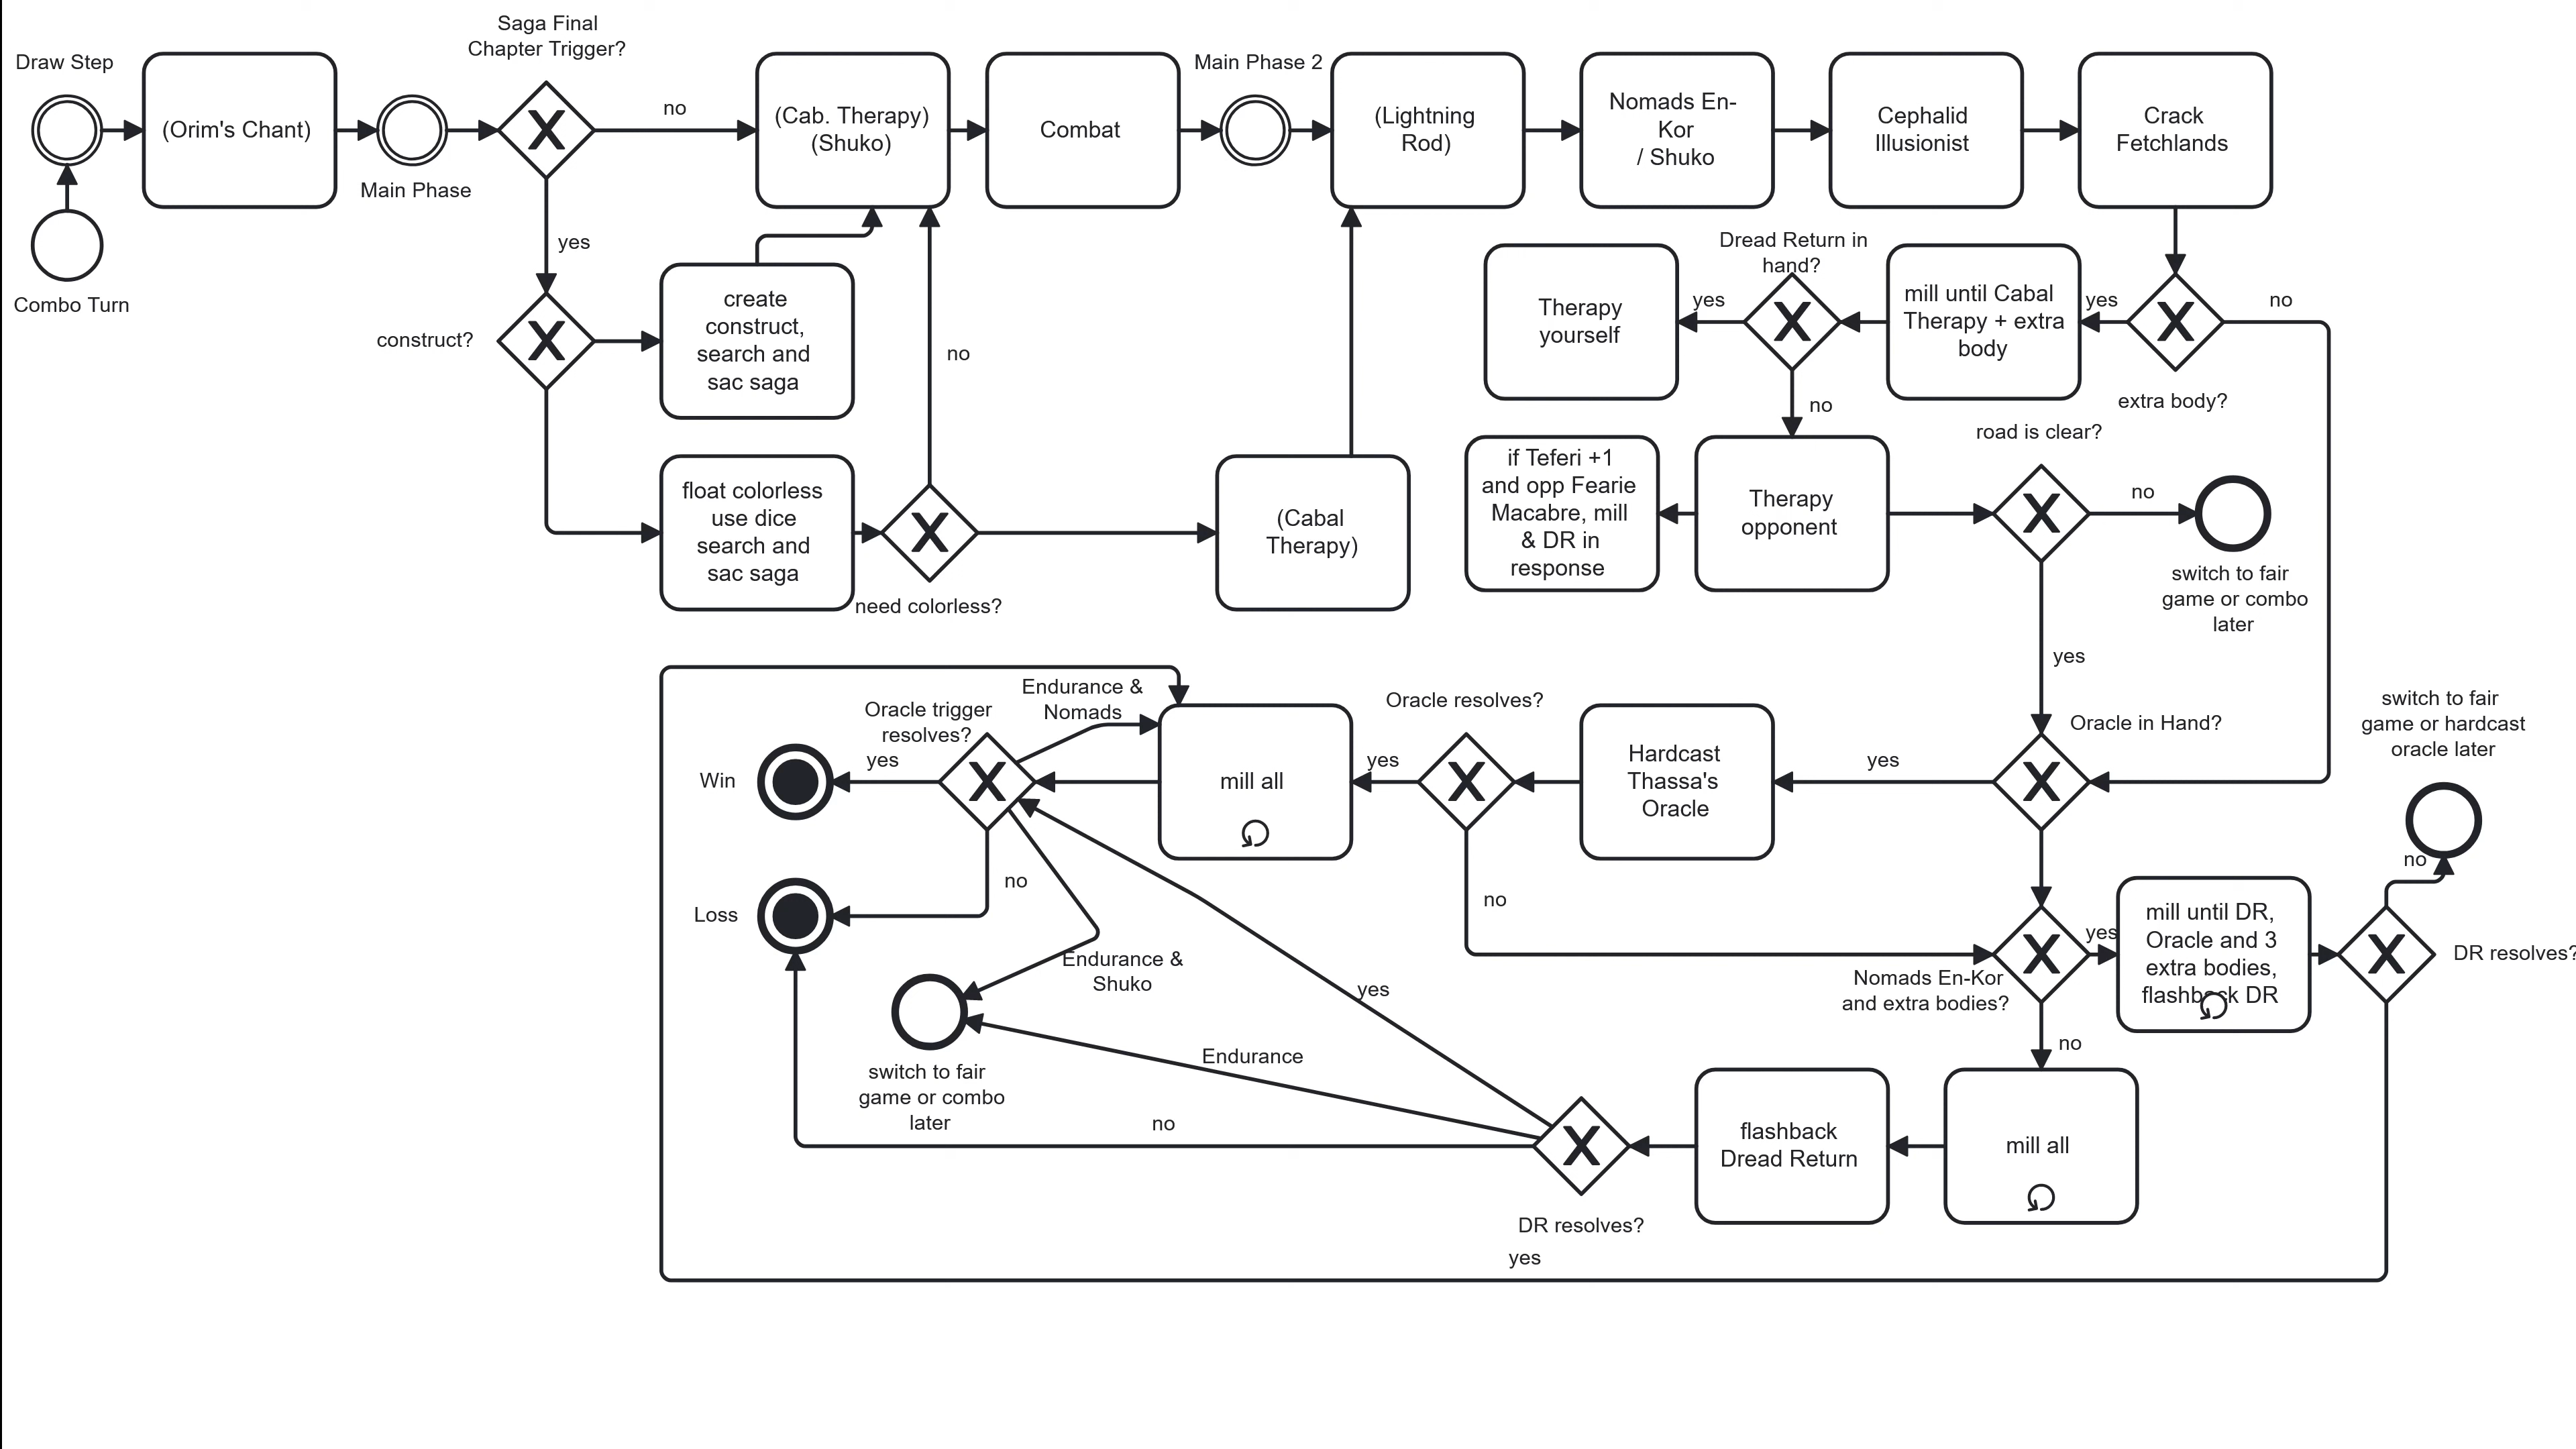 Saga Final
Chapter Trigger?
Draw Step
(Orim's Chant)
Main Phase
no
(Cab. Therapy)
(Shuko)
Combat
Main Phase 2
(Lightning
Rod)
Nomads En-
Kor
/ Shuko
Cephalid
Illusionist
Crack
Fetchlands
Combo Turn
yes
construct?
create
construct,
search and
sac saga
no
Therapy
yourself
yes
Dread Return in
hand?
mill until Cabal
Therapy + extra
body
yes
no
extra body?
no
road is clear?
float colorless
use dice
search and
sac saga
need colorless?
(Cabal
Therapy)
if Teferi +1
and opp Fearie
Macabre, mill
& DR in
response
Therapy
opponent
no
switch to fair
game or combo
later
yes
Endurance &
Nomads
Oracle trigger
resolves?
yes
Win
mill all
Oracle resolves?
yes
Hardcast
Thassa's
Oracle
yes
Oracle in Hand?
switch to fair
game or hardcast
oracle later
no
Loss
no
no
Endurance &
Shuko
yes
Nomads En-Kor
and extra bodies?
yes
mill until DR,
Oracle and 3
extra bodies,
flashback DR
DR resolves?
no
switch to fair
game or combo
later
Endurance
no
flashback
Dread Return
mill all
DR resolves?
yes